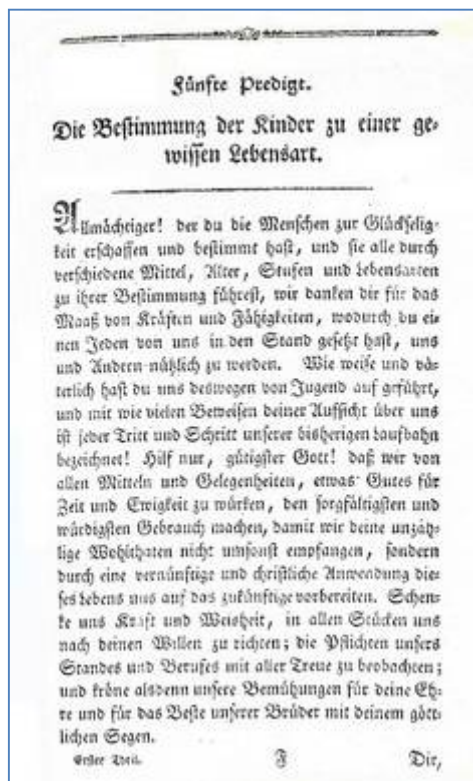 Fünfte Predigt.
Die Bestimmung der Kinder zu einer ge-
wissen Lebensart.
Allmächtiger! der du die Menschen zur Glückselig-
keit erschaffen und bestimmt hast, und sie alle durch
verschiedene Mittel, Alter, Stufen und Lebensarten
zu ihrer Bestimmung führest, wir danken dir für das
Maaß von Kräften und Fähigkeiten, wodurch du ei-
nen Jeden von uns in den Stand gesetzt hast, uns
und Andern nützlich zu werden. Wie weise und vä-
terlich hast du uns deswegen von Jugend auf geführt,
und mit wie vielen Beweisen deiner Aufsicht über uns
ist jeder Tritt und Schritt unserer bisherigen Laufbahn
bezeichnet! Hilf nur, gütigster Gott! daß wir von
allen Mitteln und Gelegenheiten, etwas Gutes für
Zeit und Ewigkeit zu würken, den sorgfältigsten und
würdigsten Gebrauch machen, damit wir deine unzäh-
lige Wohlthaten nicht umsonst empfangen, sondern
durch eine vernünftige und christliche Anwendung die-
ses Lebens uns auf das zukünftige vorbereiten. Schen-
ke uns Kraft und Weisheit, in allen Stücken uns
nach deinen Willen zu richten; die Pflichten unsers
Standes und Berufes mit aller Treue zu beobachten;
und kröne alsdenn unsere Bemühungen für deine Eh-
re und für das Beste unserer Brüder mit deinem gött-
lichen Segen.
Erster Theil. F Dir,